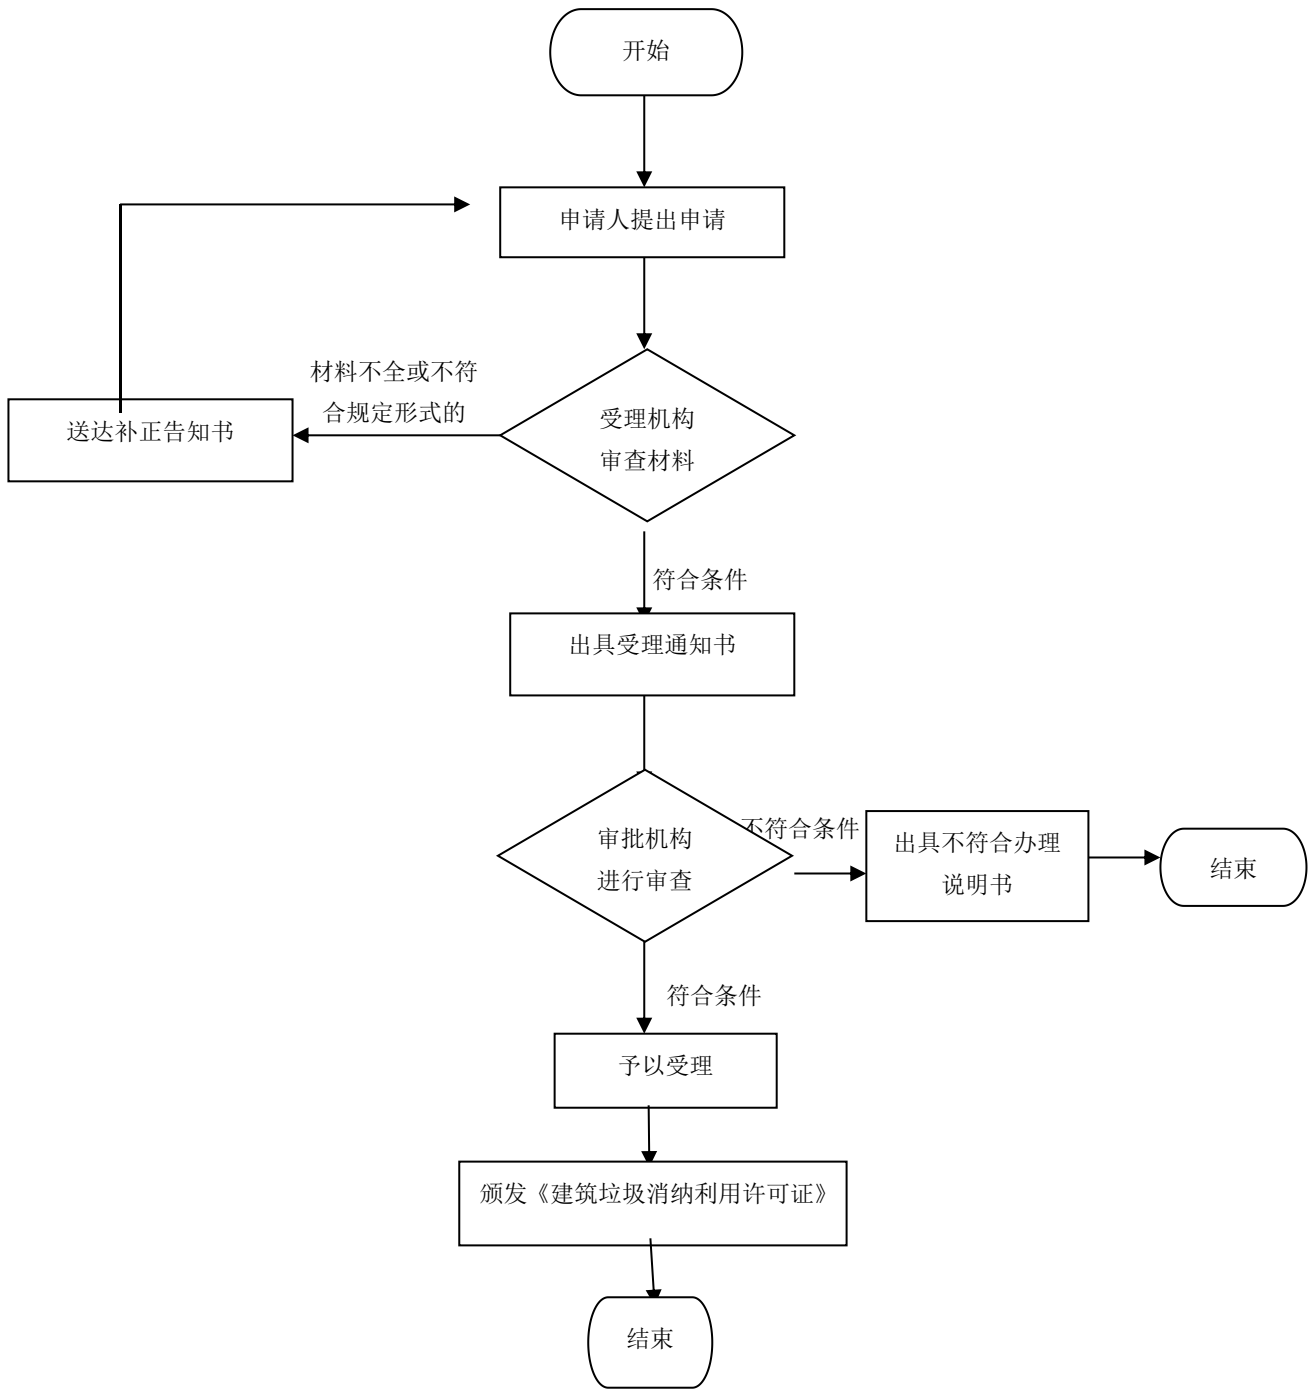 开始
申请人提出申请
材料不全或不符
合规定形式的
送达补正告知书
受理机构
审查材料
符合条件
出具受理通知书
审批机构
进行审查
不符合条件
出具不符合办理
说明书
结束
符合条件
予以受理
颁发《建筑垃圾消纳利用许可证》
结束